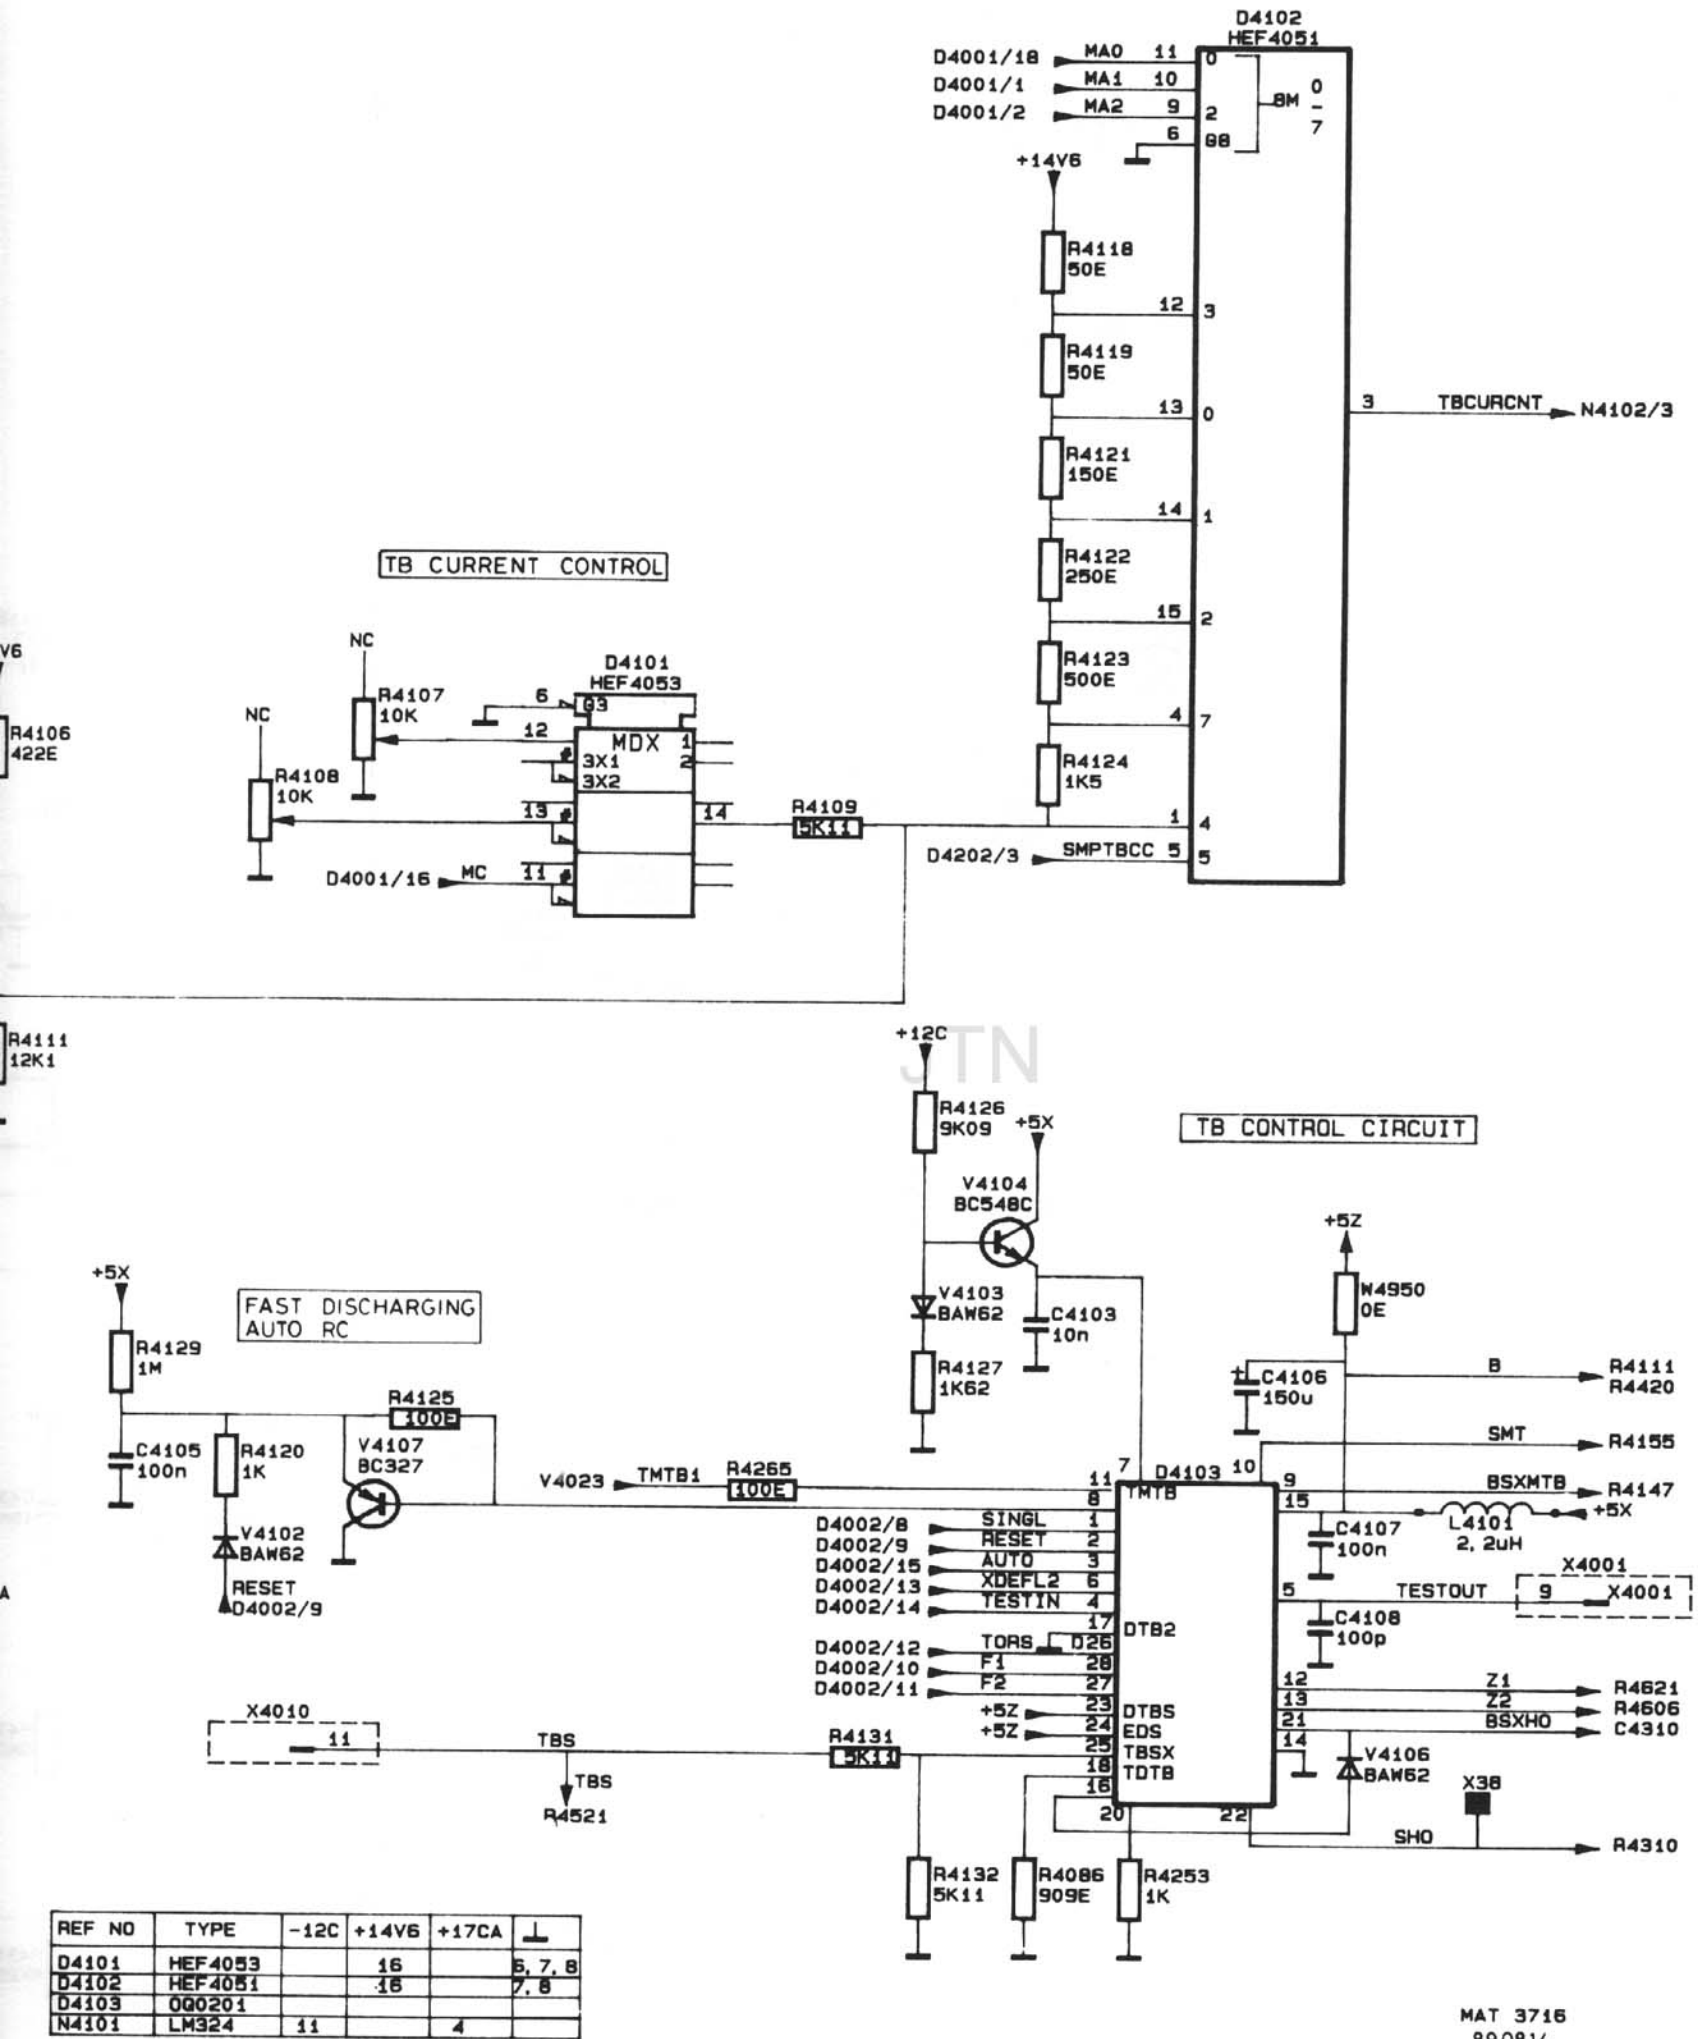 D4102
HEF4051
D4001/18 MA0 11 0
D4001/1 MA1 10
D4001/2 MA2 9 2
6 G8
8M 0
-
7
+14V6
R4118
50E
12 3
R4119
50E
13 0
3 TBCURCNT N4102/3
R4121
150E
14 1
R4122
250E
15 2
R4123
500E
4 7
R4124
1K5
1 4
D4202/3 SMPTBCC 5 5
TB CURRENT CONTROL
V6
R4106
422E
NC
R4107
10K
NC
R4108
10K
D4101
HEF4053
6 G3
12 MDX 1
3X1 2
3X2
13 14
D4001/16 MC 11
R4109
5K11
R4111
12K1
JTN
+12C
R4126
9K09
+5X
V4104
BC548C
V4103
BAW62
C4103
10n
R4127
1K62
TB CONTROL CIRCUIT
+5Z
W4950
0E
C4106
150u
B R4111
R4420
SMT R4155
+5X
R4129
1M
FAST DISCHARGING
AUTO RC
R4125
100E
C4105
100n
R4120
1K
V4107
BC327
V4102
BAW62
RESET
D4002/9
A
V4023 TMTB1 R4265
100E
7 D4103 10
11 TMTB
8
D4002/8 SINGL 1
D4002/9 RESET 2
D4002/15 AUTO 3
D4002/13 XDEFL2 6
D4002/14 TESTIN 4
17 DTB2
D4002/12 TORS D26
D4002/10 F1 28
D4002/11 F2 27
+5Z 23 DTBS
+5Z 24 EDS
25 TBSX
18 TDTB
16
20 22
9 BSXMTB R4147
15 L4101
2,2uH
+5X
C4107
100n
X4001
5 TESTOUT 9 X4001
C4108
100p
12 Z1 R4621
13 Z2 R4606
21 BSXHO C4310
14
V4106
BAW62
X38
SHO R4310
X4010
11 TBS
TBS
R4521
R4131
5K11
R4132
5K11
R4086
909E
R4253
1K
REF NO TYPE -12C +14V6 +17CA
D4101 HEF4053 16 6,7,8
D4102 HEF4051 16 7,8
D4103 OQ0201
N4101 LM324 11 4
MAT 3716